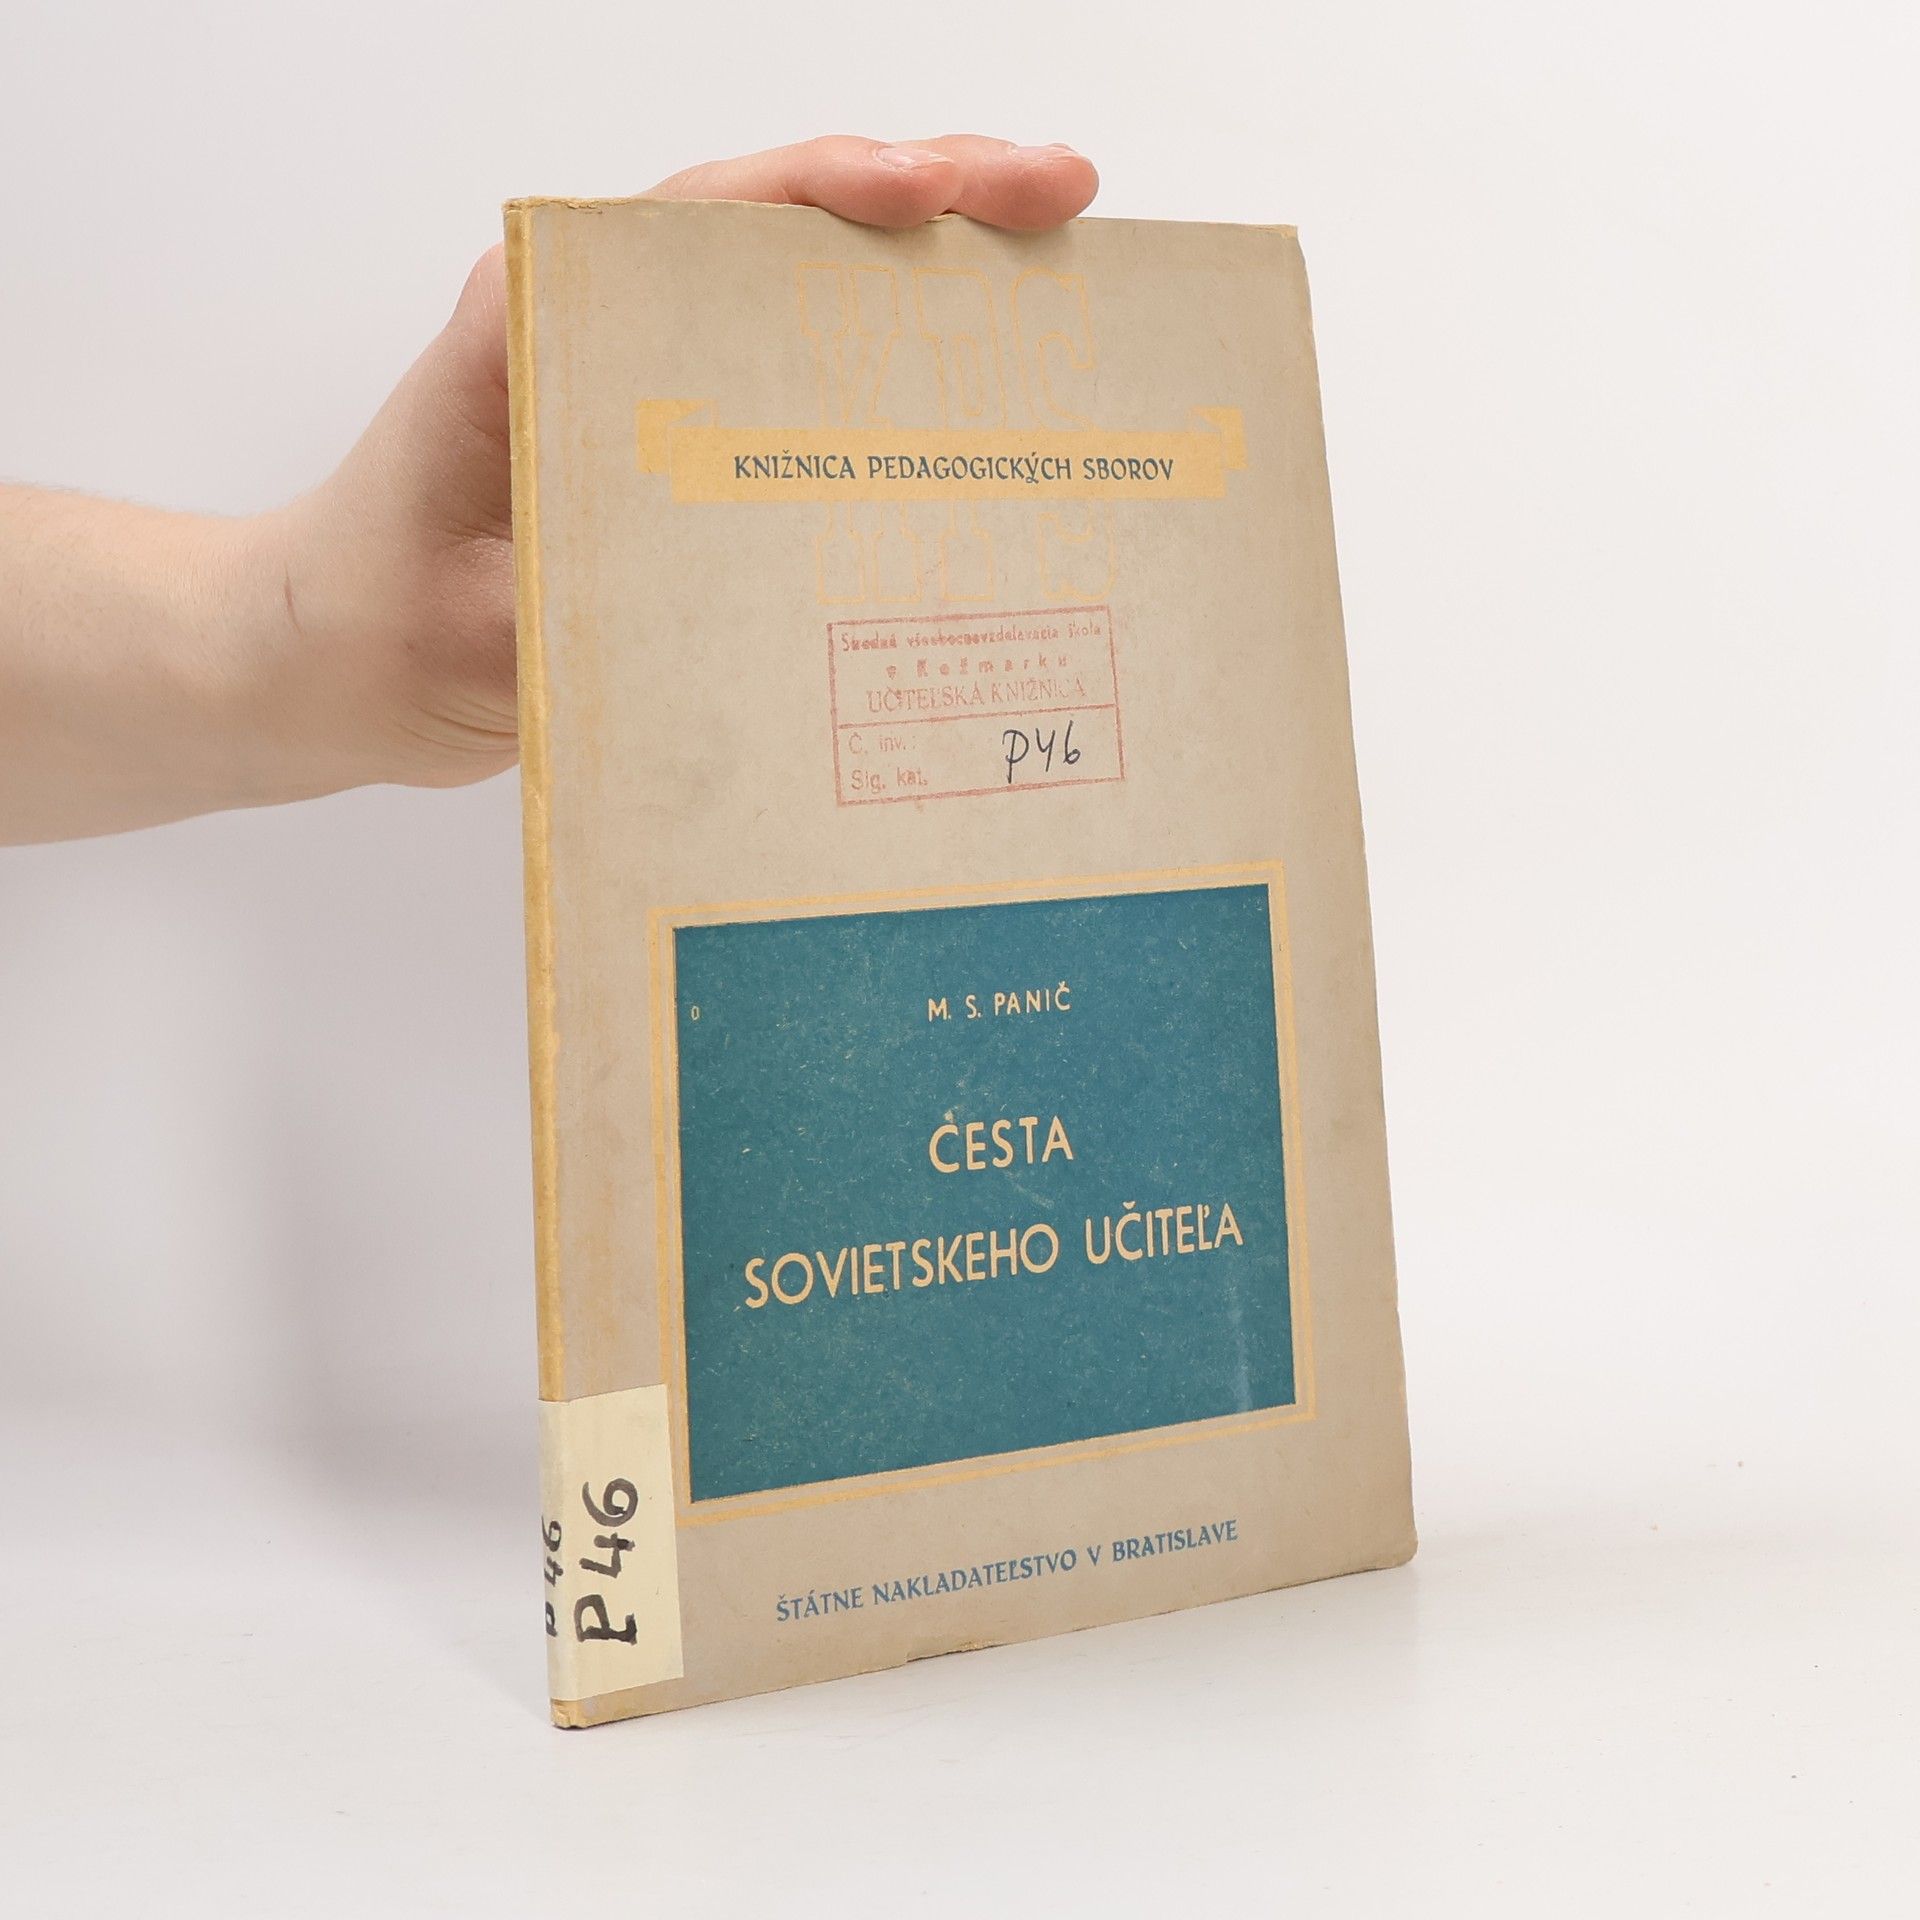 KPS
KNIŽNICA PEDAGOGICKÝCH SBOROV
Stredná všeobecnovzdelávacia škola
v Kežmarku
UČITEĽSKÁ KNIŽNICA
Č. inv.:
Sig. kat. P46
M. S. PANIČ
CESTA
SOVIETSKEHO UČITEĽA
P46
P46
ŠTÁTNE NAKLADATEĽSTVO V BRATISLAVE